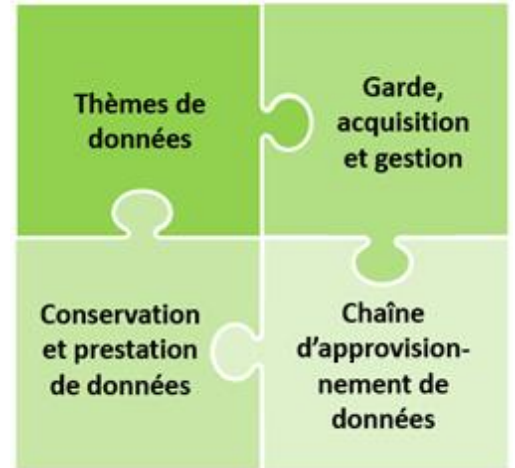 Thèmes de
données
Garde,
acquisition
et gestion
Conservation
et prestation
de données
Chaîne
d'approvision-
nement de
données